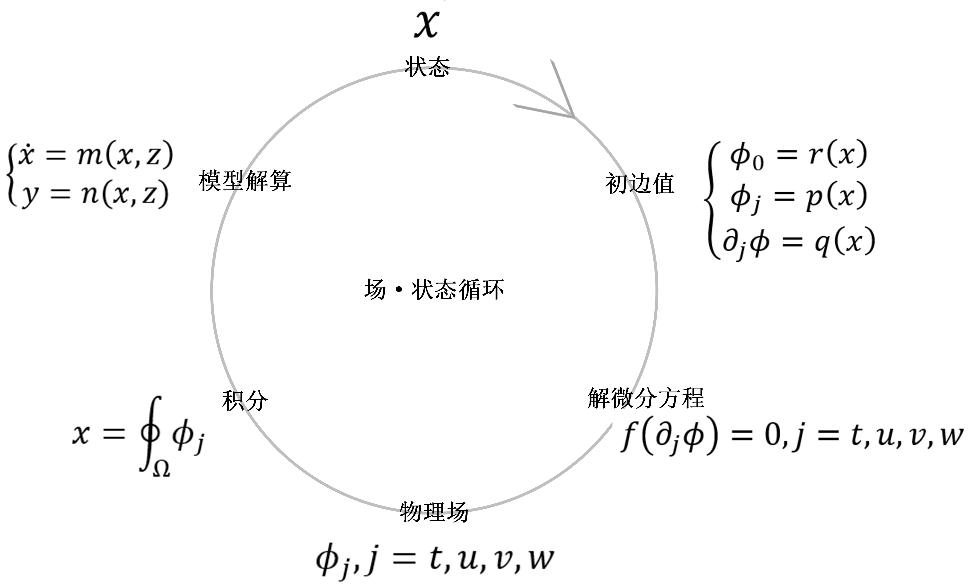 x
状态
ẋ = m(x, z)
y = n(x, z)
模型解算
初边值
ϕ₀ = r(x)
ϕⱼ = p(x)
∂ⱼϕ = q(x)
场·状态循环
积分
x = ∮_Ω ϕⱼ
解微分方程
f(∂ⱼϕ) = 0, j = t, u, v, w
物理场
ϕⱼ, j = t, u, v, w